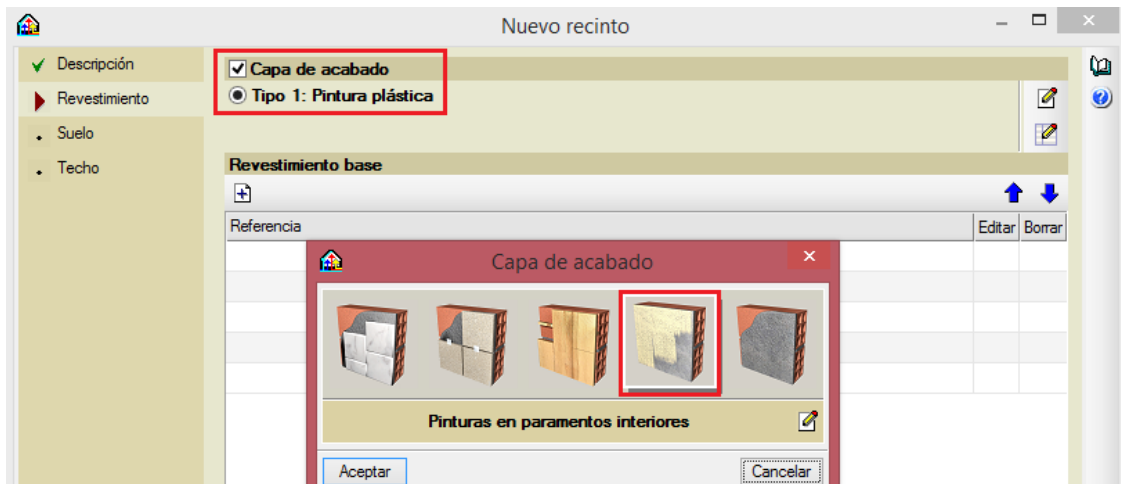 Nuevo recinto
Descripción
Revestimiento
Suelo
Techo
Capa de acabado
Tipo 1: Pintura plástica
Revestimiento base
Referencia
Editar
Borrar
Capa de acabado
Pinturas en paramentos interiores
Aceptar
Cancelar